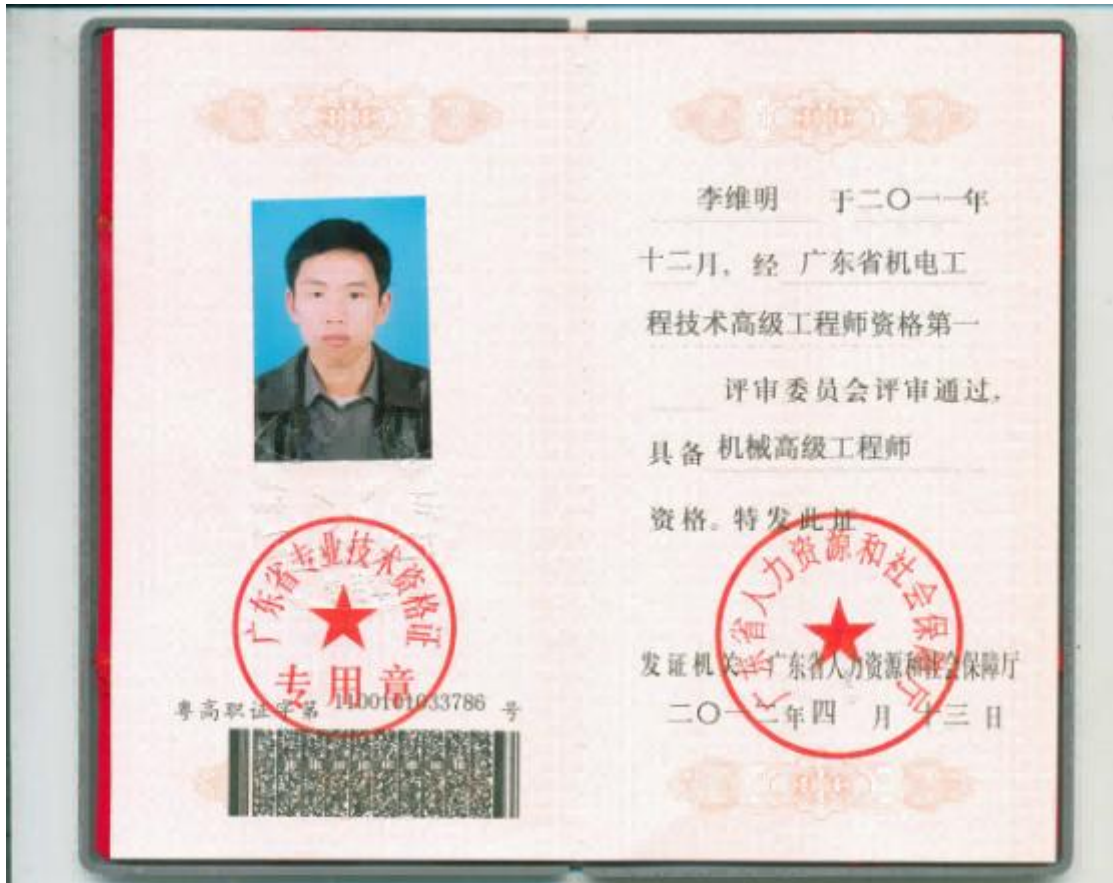 广东省专业技术资格证
专用章
粤高职证字第 1100101033786 号
李维明 于二〇一一年
十二月，经 广东省机电工
程技术高级工程师资格第一
评审委员会评审通过，
具备 机械高级工程师
资格。特发此证
广东省人力资源和社会保障厅
发证机关：广东省人力资源和社会保障厅
二〇一二年四 月 十三 日